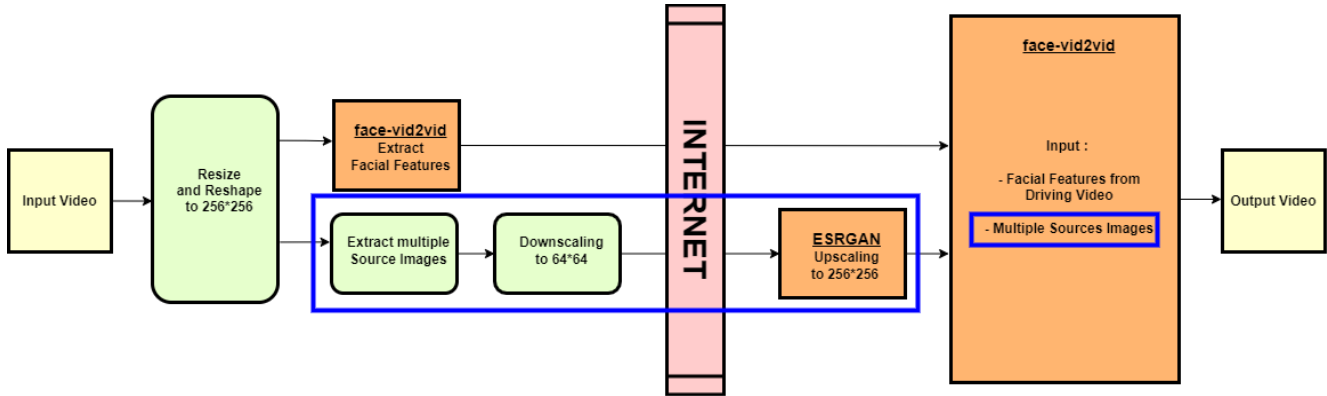 Input Video
Resize
and Reshape
to 256*256
face-vid2vid
Extract
Facial Features
Extract multiple
Source Images
Downscaling
to 64*64
INTERNET
ESRGAN
Upscaling
to 256*256
face-vid2vid
Input :
- Facial Features from
Driving Video
- Multiple Sources Images
Output Video